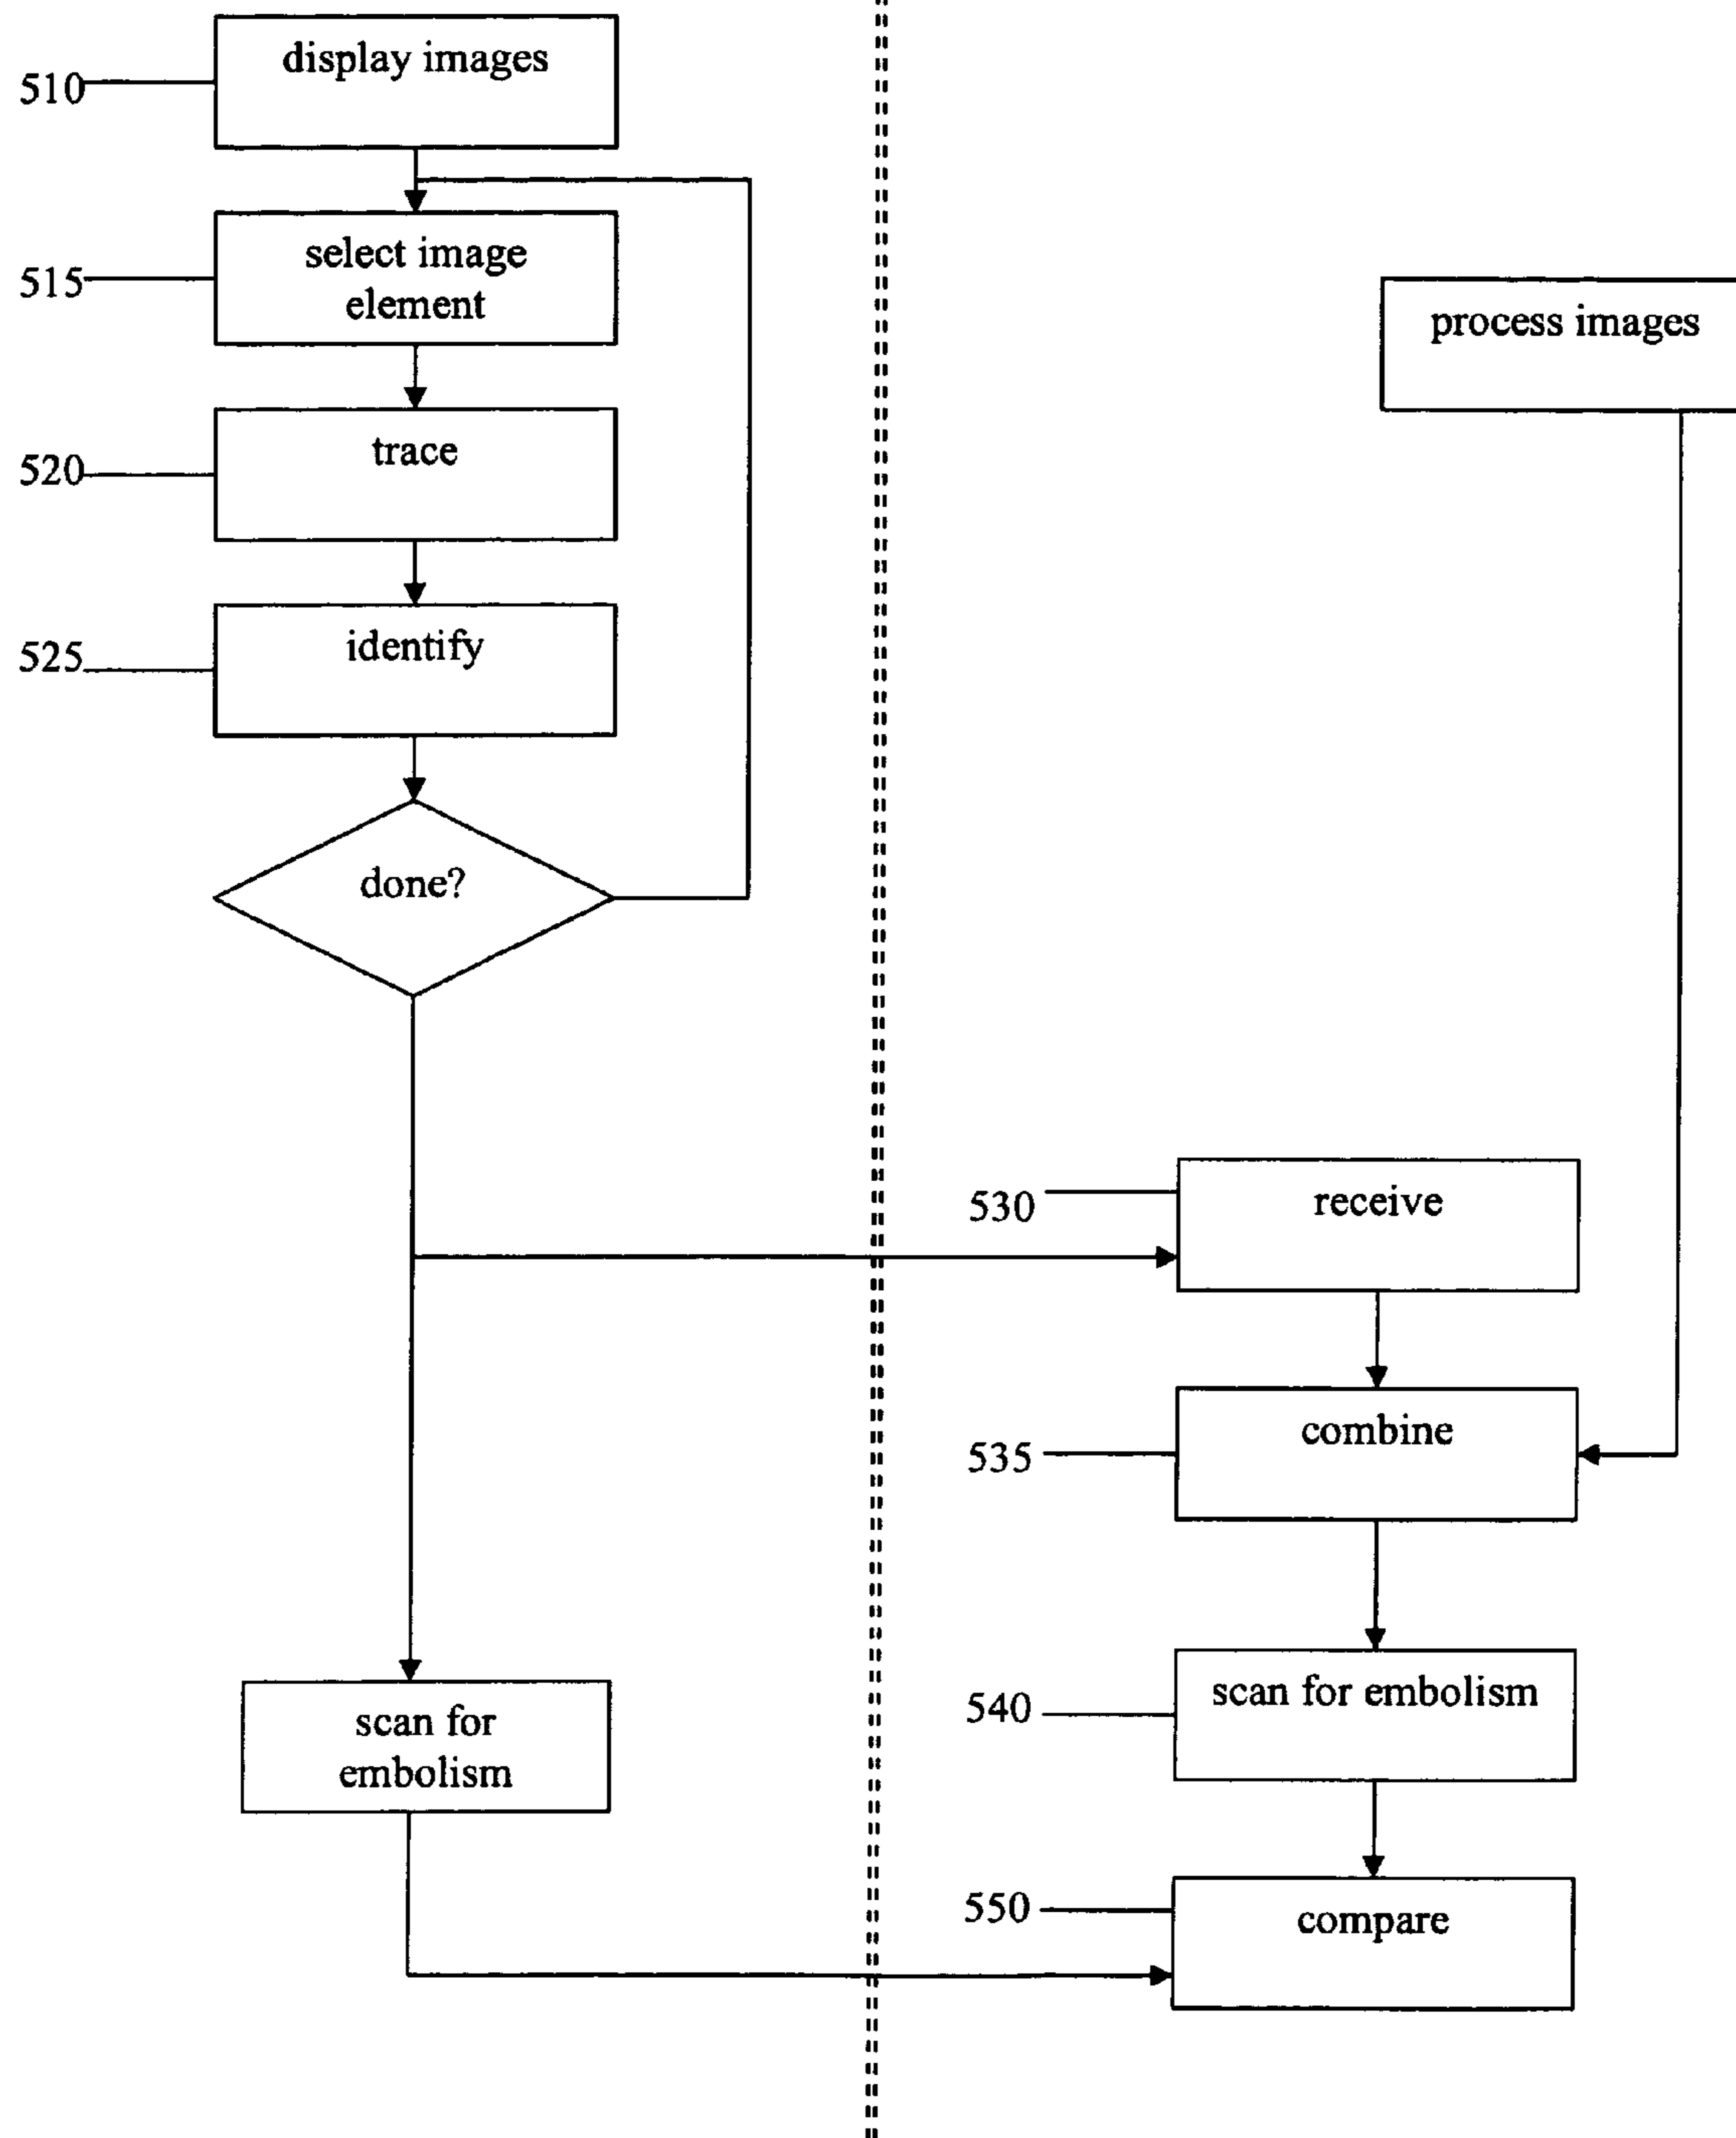 display images
510
select image
element
515
process images
trace
520
identify
525
done?
receive
530
combine
535
scan for embolism
540
scan for
embolism
compare
550